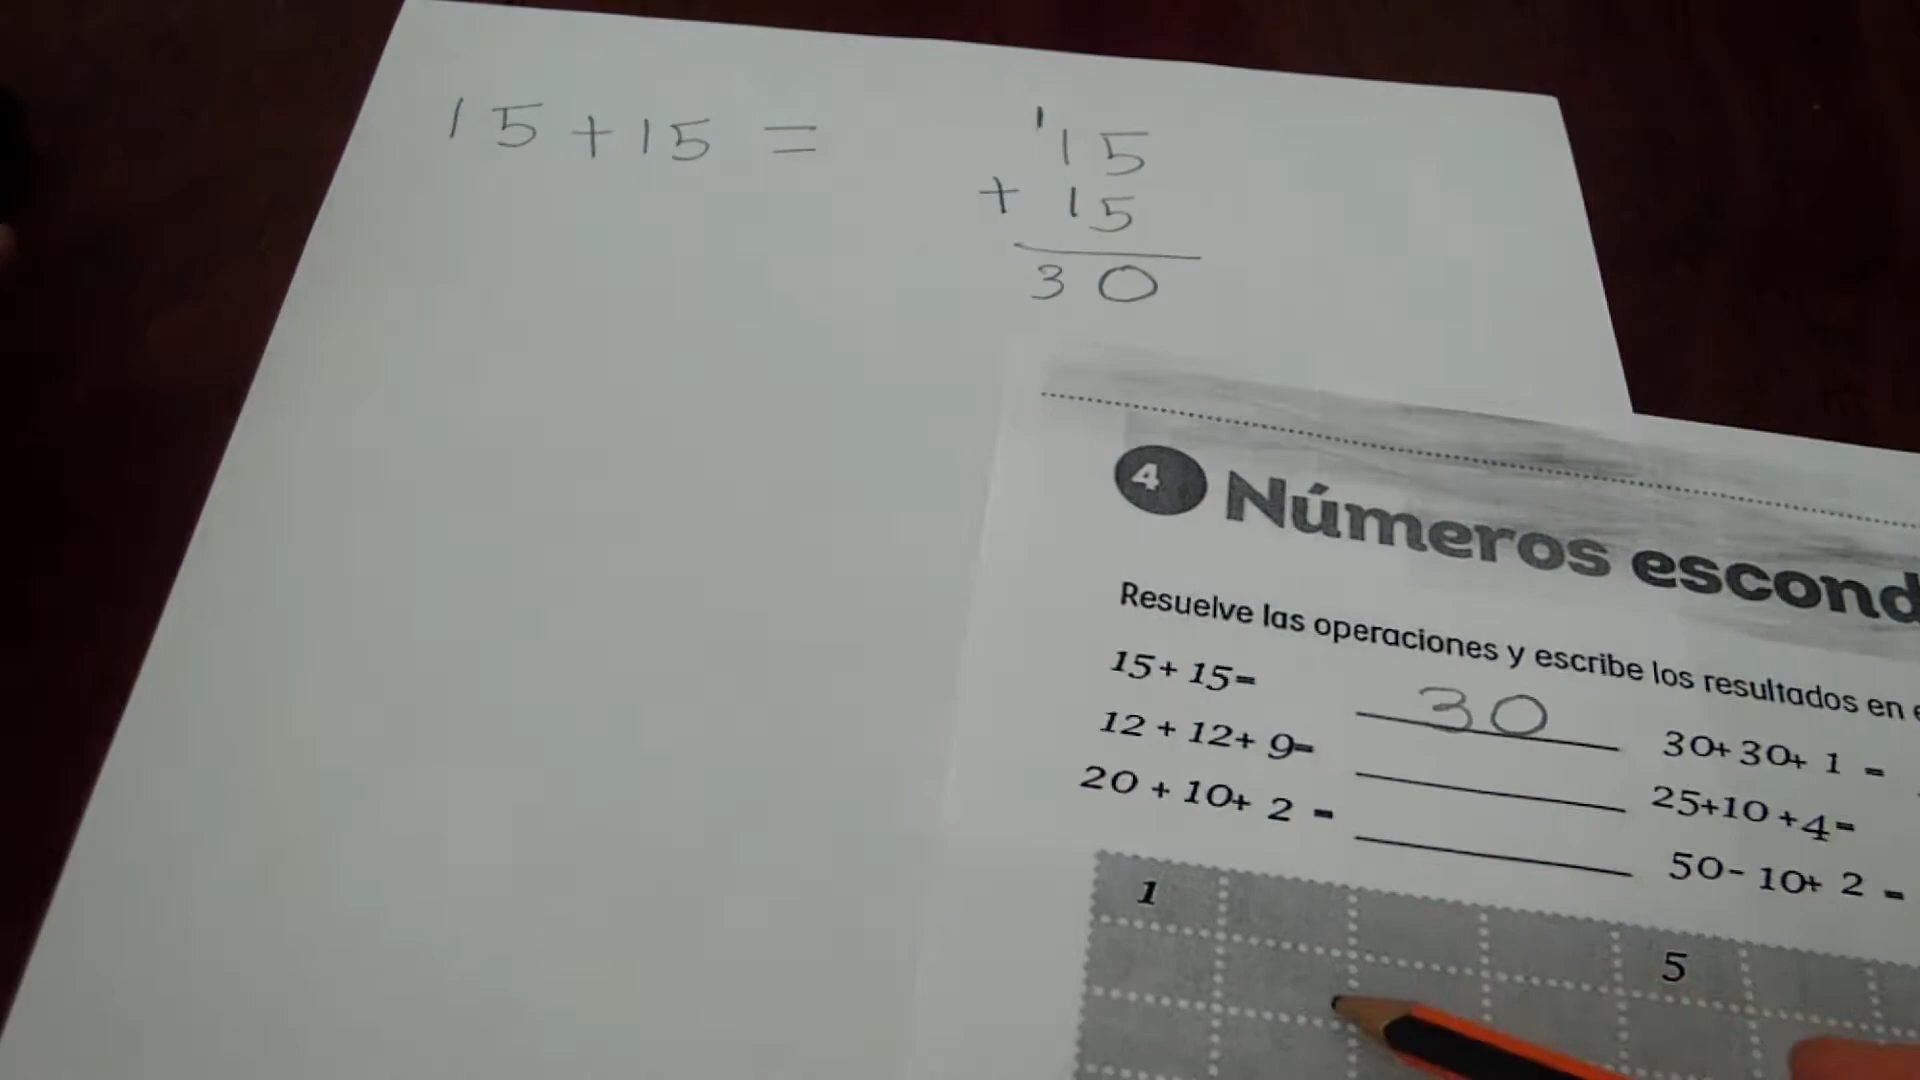 15+15=
1
15
+ 15
30
4 Números escond
Resuelve las operaciones y escribe los resultados en
15+ 15= 30
12 + 12+ 9=
20 + 10+ 2 =
30+30+ 1 =
25+10 +4=
50- 10+ 2 =
1
5